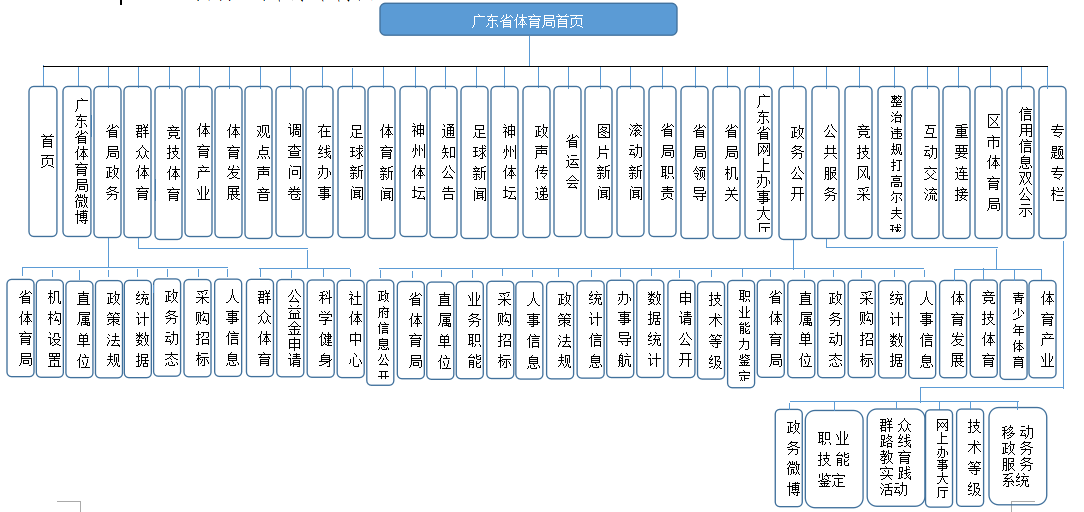 广东省体育局首页
首页
广东省体育局微博
省局政务
群众体育
竞技体育
体育产业
体育发展
观点声音
调查问卷
在线办事
足球新闻
体育新闻
神州体坛
通知公告
足球新闻
神州体坛
政声传递
省运会
图片新闻
滚动新闻
省局职责
省局领导
省局机关
广东省网上办事大厅
政务公开
公共服务
竞技风采
整治违规打高尔夫球
互动交流
重要连接
区市体育局
信用信息双公示
专题专栏
省体育局
机构设置
直属单位
政策法规
统计数据
政务动态
采购招标
人事信息
群众体育
公益金申请
科学健身
社体中心
政府信息公开
省体育局
直属单位
业务职能
采购招标
人事信息
政策法规
统计信息
办事导航
数据统计
申请公开
技术等级
职业能力鉴定
省体育局
直属单位
政务动态
采购招标
统计数据
人事信息
体育发展
竞技体育
青少年体育
体育产业
政务微博
职业
技能
鉴定
群众
路线
教育
实践
活动
网上办事大厅
技术等级
移动
政务
服务
系统